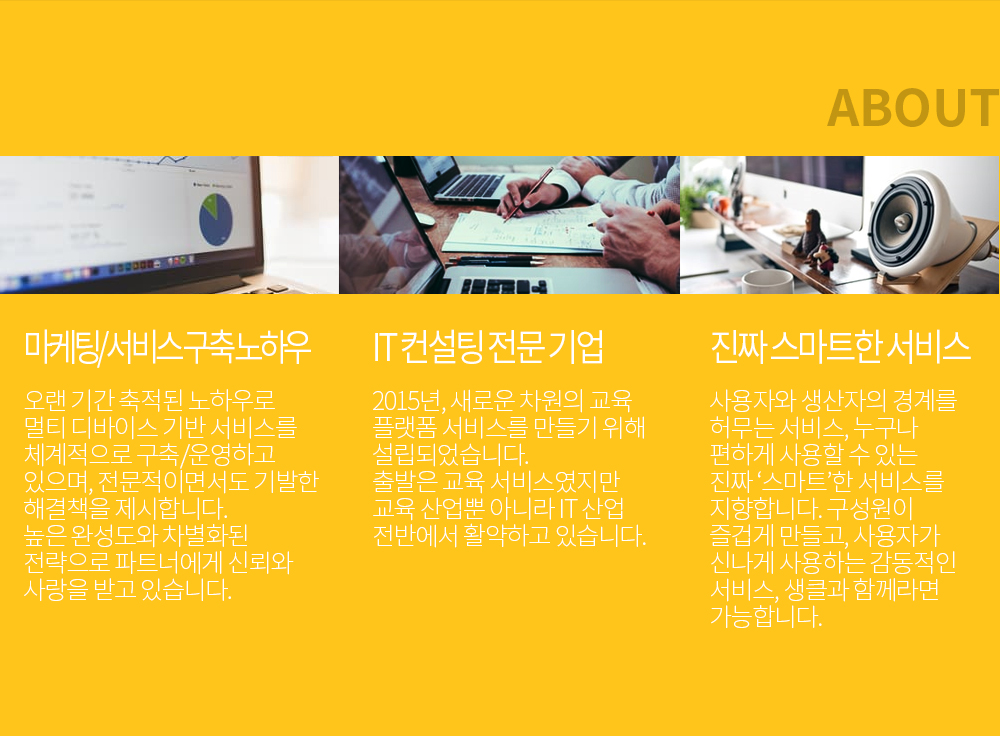 ABOUT
마케팅/서비스 구축 노하우
오랜 기간 축적된 노하우로
멀티 디바이스 기반 서비스를
체계적으로 구축/운영하고
있으며, 전문적이면서도 기발한
해결책을 제시합니다.
높은 완성도와 차별화된
전략으로 파트너에게 신뢰와
사랑을 받고 있습니다.
IT 컨설팅 전문 기업
2015년, 새로운 차원의 교육
플랫폼 서비스를 만들기 위해
설립되었습니다.
출발은 교육 서비스였지만
교육 산업뿐 아니라 IT 산업
전반에서 활약하고 있습니다.
진짜 스마트한 서비스
사용자와 생산자의 경계를
허무는 서비스, 누구나
편하게 사용할 수 있는
진짜 ‘스마트’한 서비스를
지향합니다. 구성원이
즐겁게 만들고, 사용자가
신나게 사용하는 감동적인
서비스, 생클과 함께라면
가능합니다.